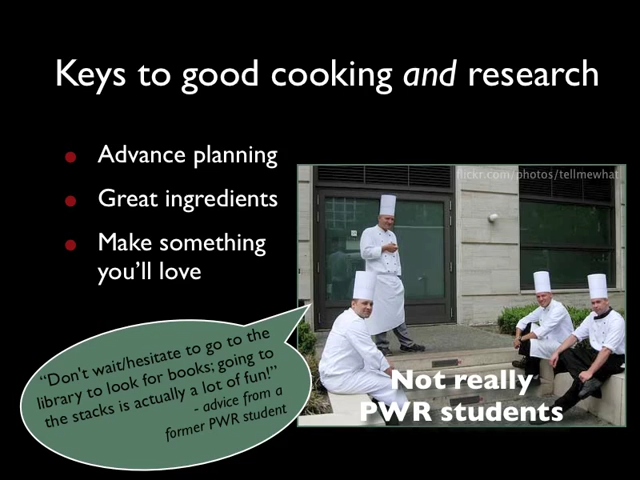 Keys to good cooking and research
• Advance planning
• Great ingredients
• Make something
you'll love
flickr.com/photos/tellmewhat
Not really
PWR students
“Don't wait/hesitate to go to the
library to look for books; going to
the stacks is actually a lot of fun!”
- advice from a
former PWR student